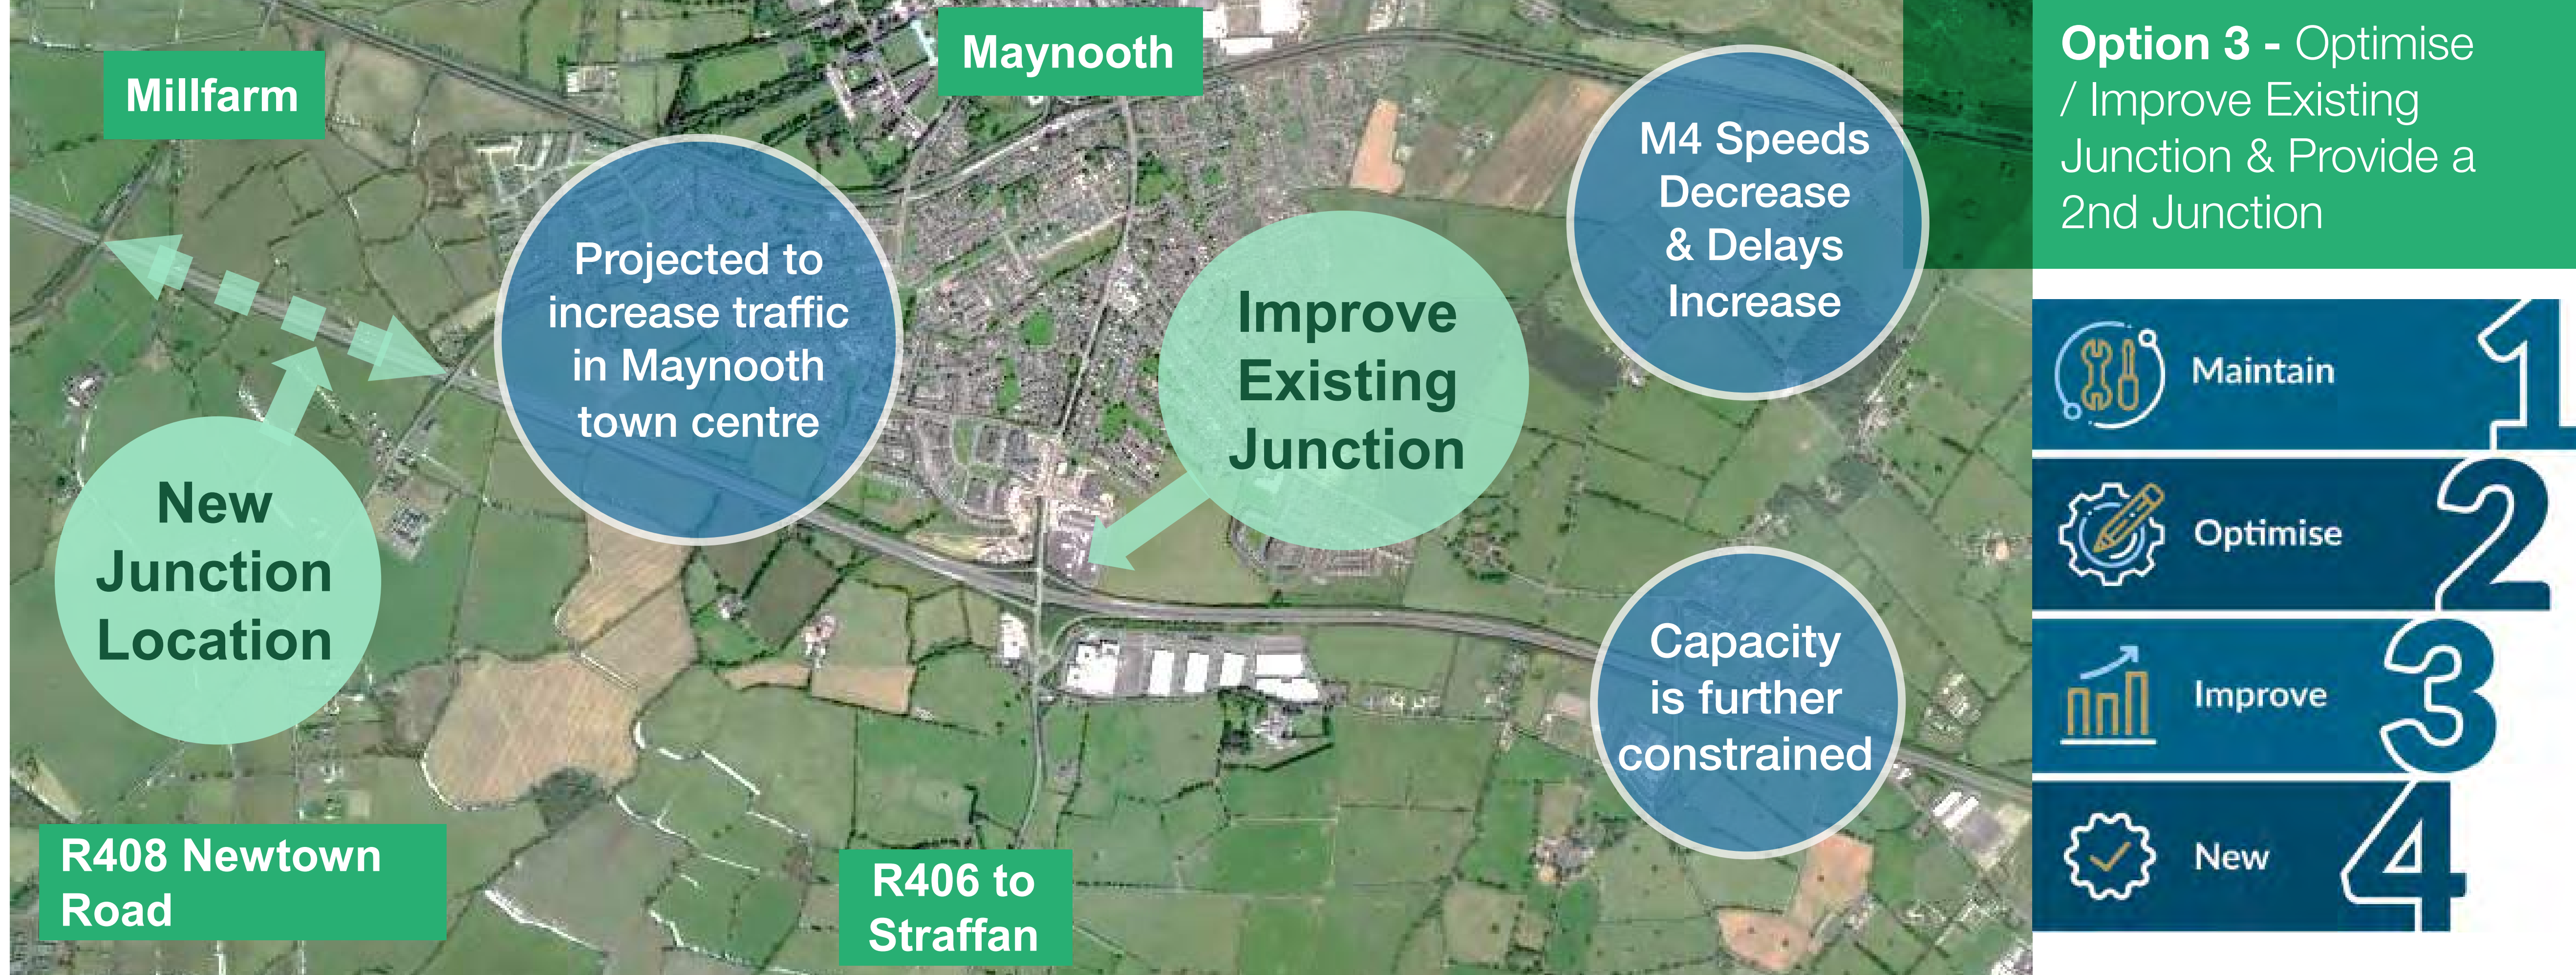 Millfarm
Maynooth
M4 Speeds
Decrease
& Delays
Increase
Projected to
increase traffic
in Maynooth
town centre
Improve
Existing
Junction
New
Junction
Location
Capacity
is further
constrained
R408 Newtown
Road
R406 to
Straffan
Option 3 - Optimise
/ Improve Existing
Junction & Provide a
2nd Junction
Maintain 1
Optimise 2
Improve 3
New 4